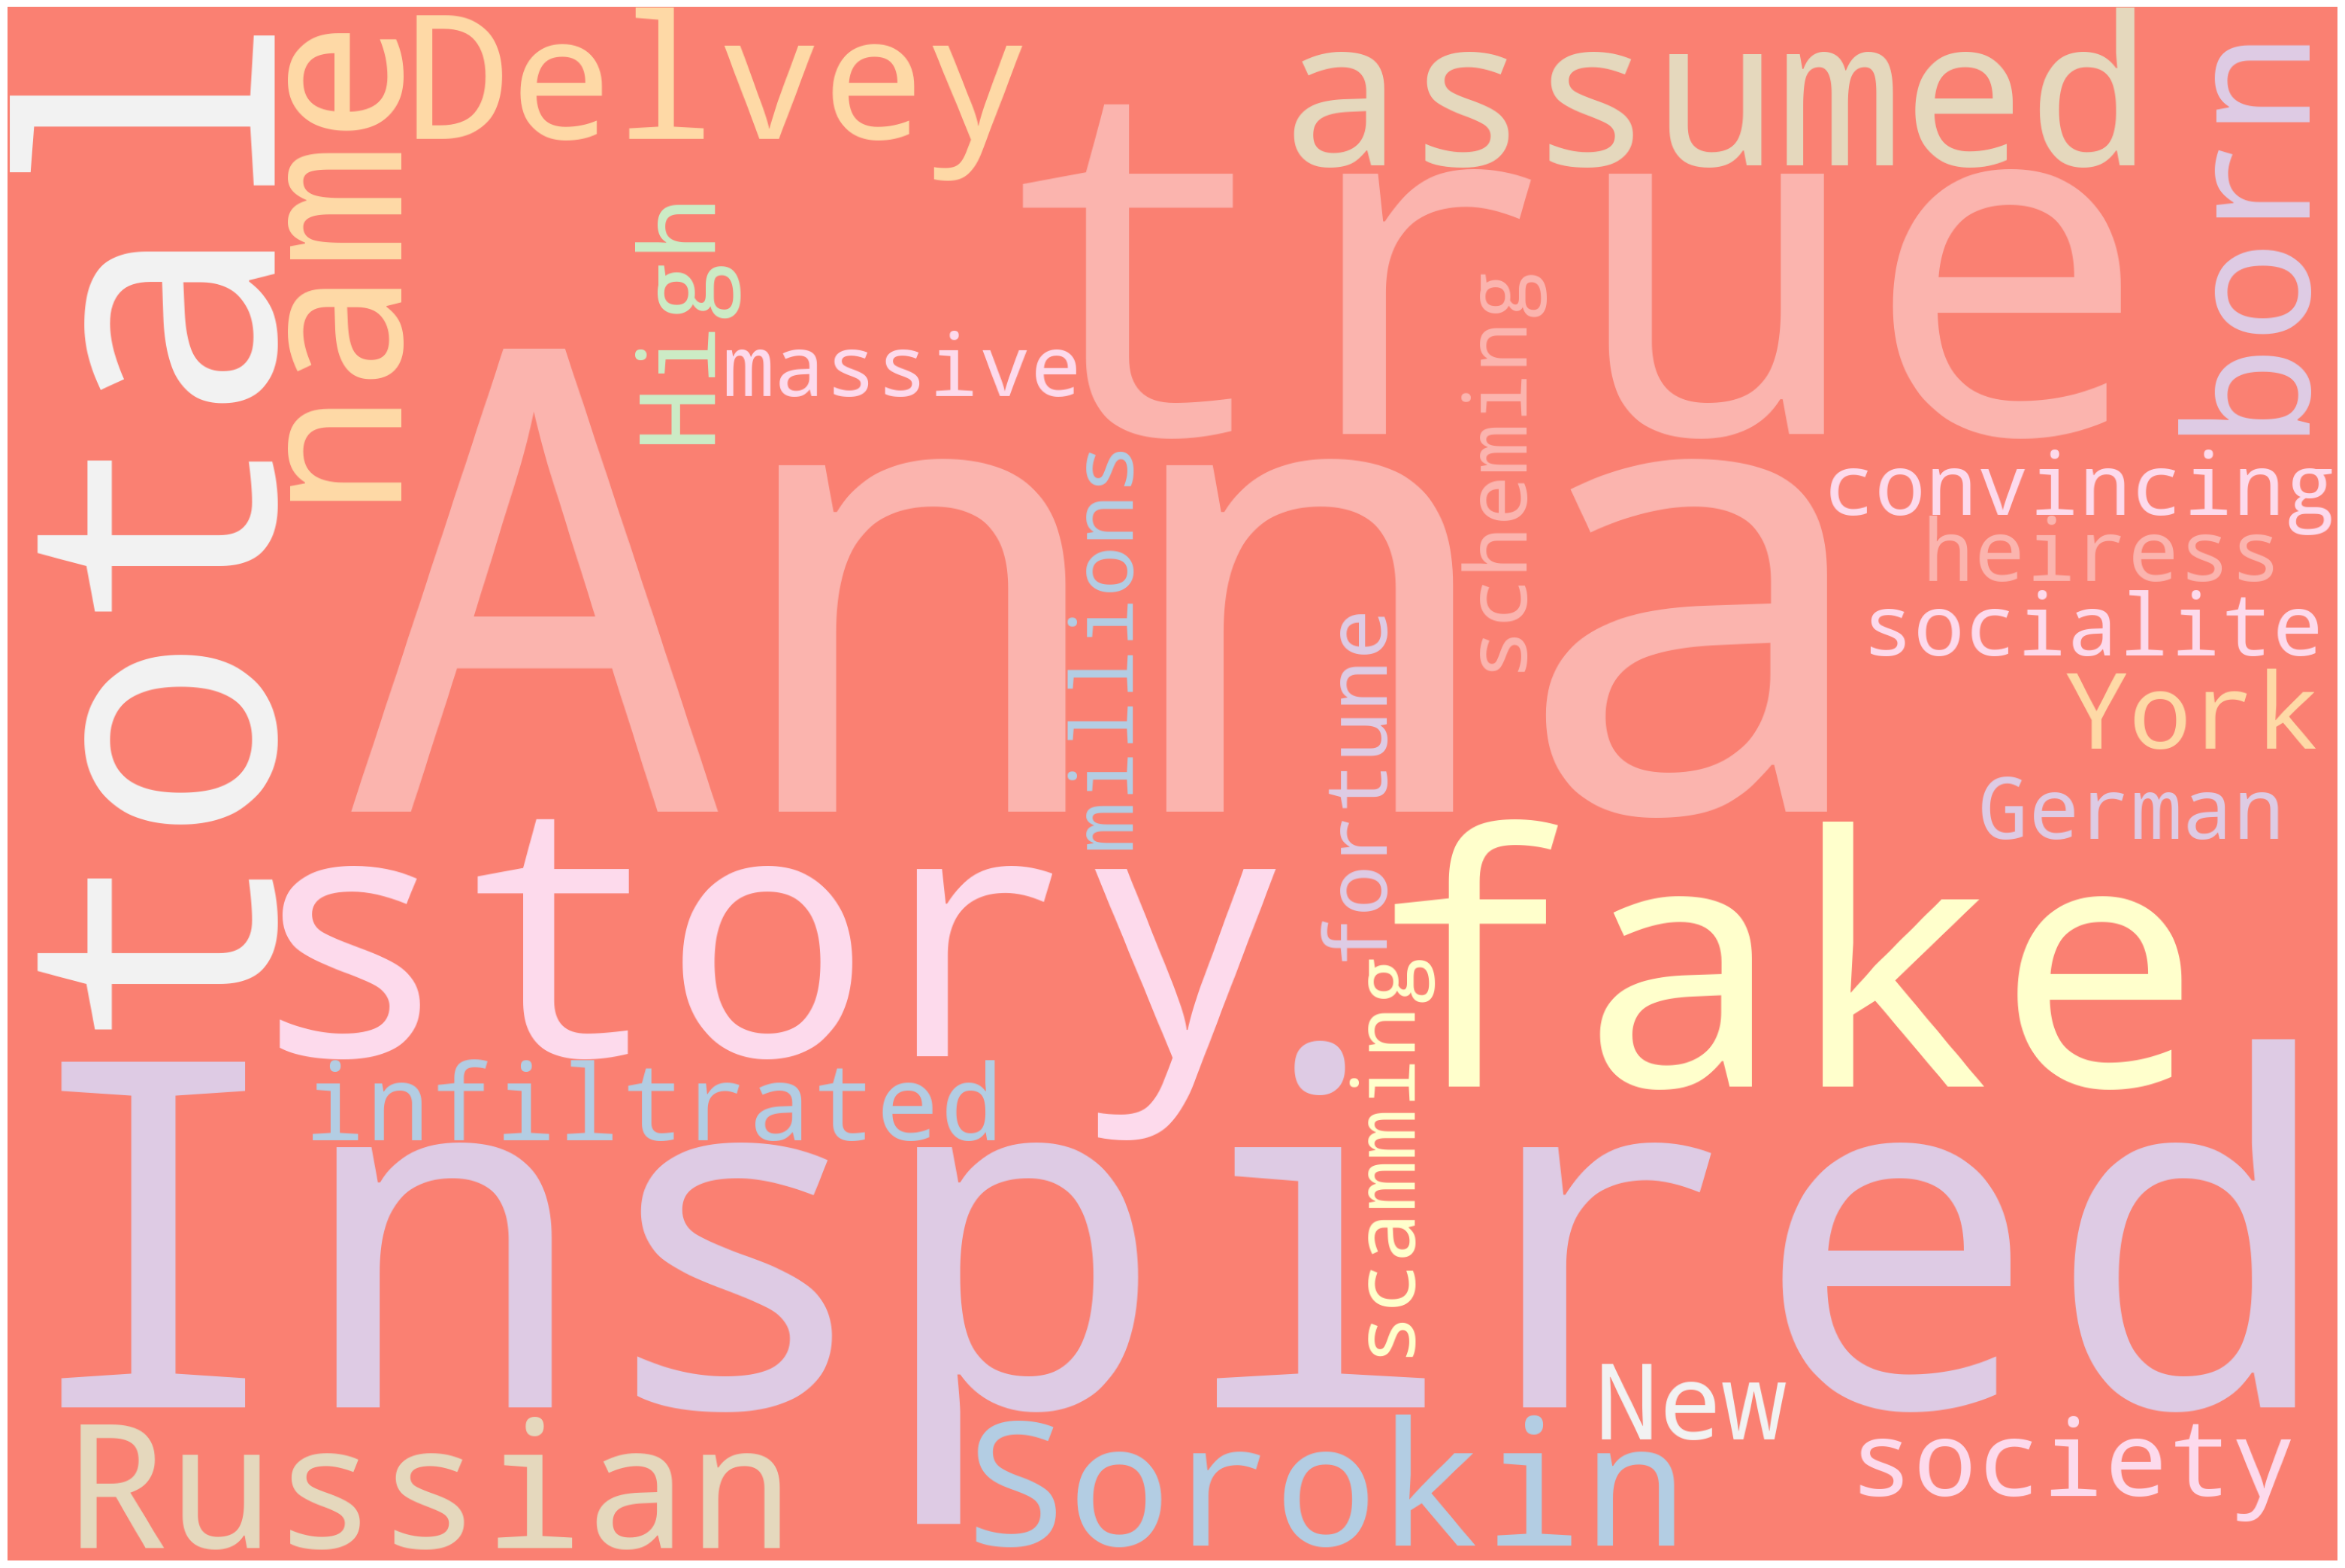 total
name
Delvey
assumed
born
true
High
massive
scheming
Anna
convincing
heiress
socialite
millions
fortune
York
German
story
fake
infiltrated
scamming
Inspired
New
Russian
Sorokin
society